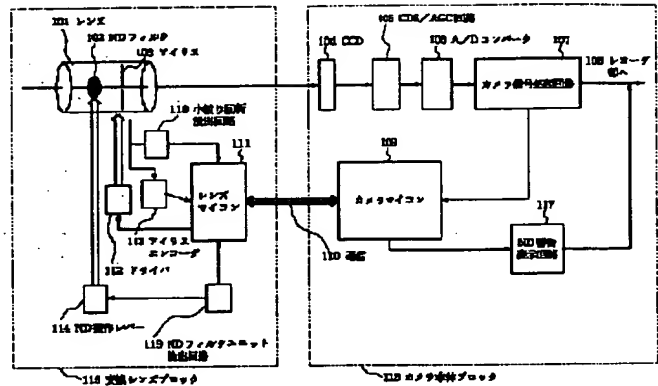 101 レンズ
102 NDフィルタ
103 アイリス
104 CCD
105 CDS/AGC回路
106 A/Dコンバータ
107
カメラ信号処理回路
108 レコーダ
部へ
118 小絞り回折
検出回路
111
レンズ
マイコン
109
カメラマイコン
117
ND警告
表示回路
113 アイリス
エンコーダ
110 通信
112 ドライバ
114 ND操作レバー
119 NDフィルタユニット
検出回路
116 交換レンズブロック
115 カメラ本体ブロック